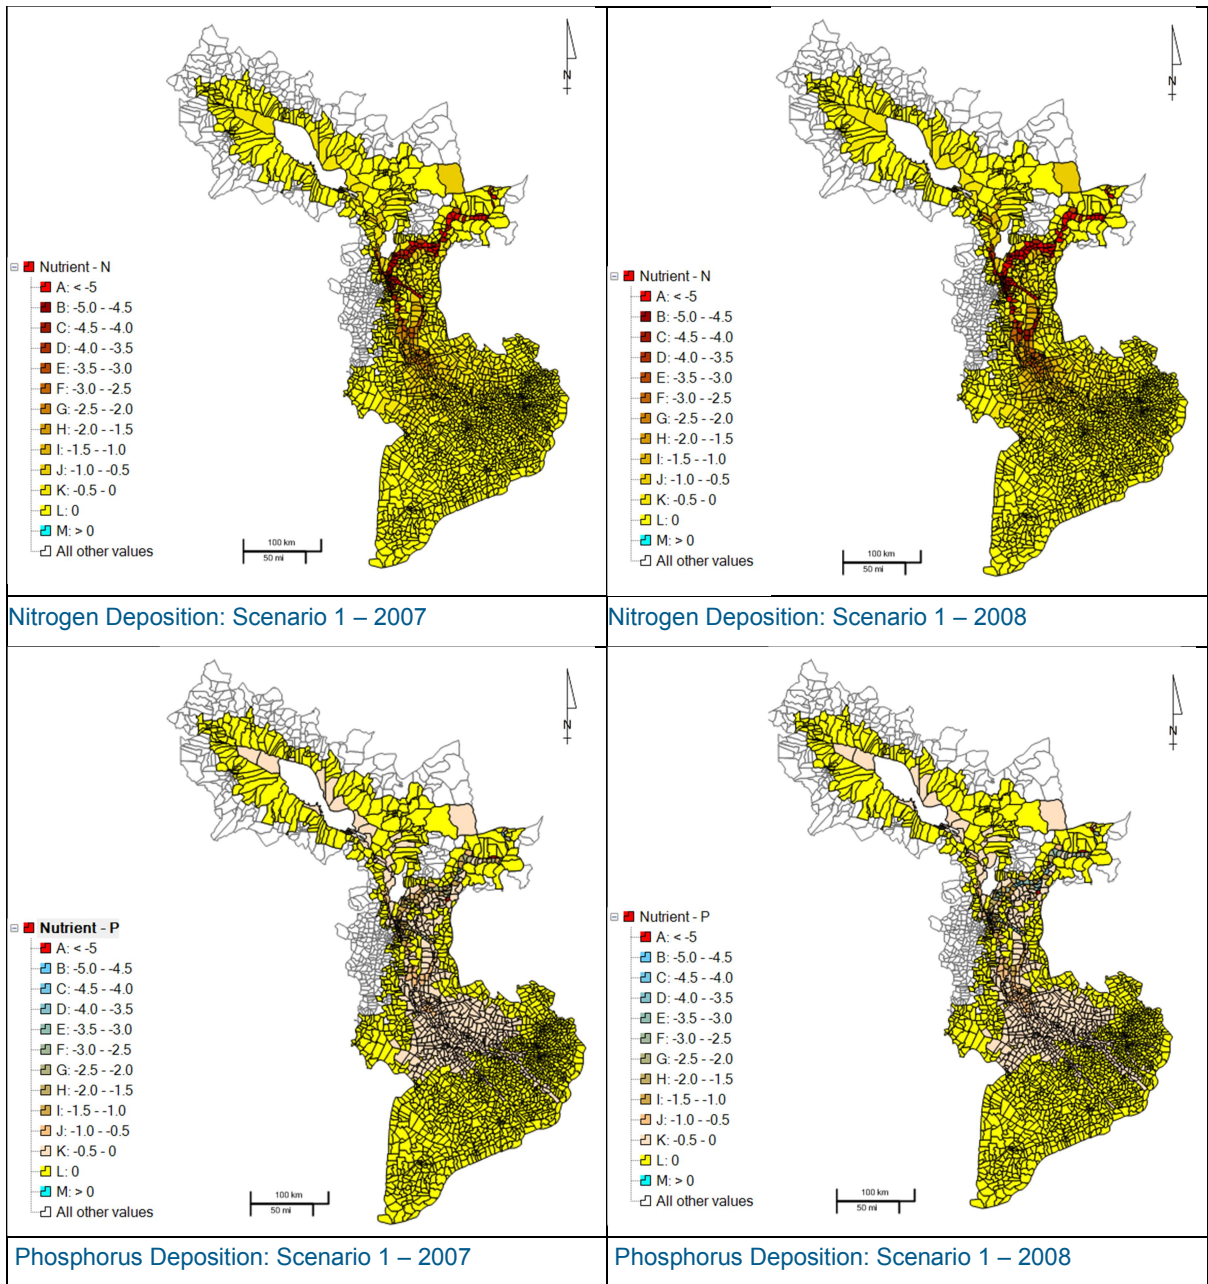 N
Nutrient - N
A: < -5
B: -5.0 - -4.5
C: -4.5 - -4.0
D: -4.0 - -3.5
E: -3.5 - -3.0
F: -3.0 - -2.5
G: -2.5 - -2.0
H: -2.0 - -1.5
I: -1.5 - -1.0
J: -1.0 - -0.5
K: -0.5 - 0
L: 0
M: > 0
All other values
100 km
50 mi
Nitrogen Deposition: Scenario 1 – 2007
N
Nutrient - N
A: < -5
B: -5.0 - -4.5
C: -4.5 - -4.0
D: -4.0 - -3.5
E: -3.5 - -3.0
F: -3.0 - -2.5
G: -2.5 - -2.0
H: -2.0 - -1.5
I: -1.5 - -1.0
J: -1.0 - -0.5
K: -0.5 - 0
L: 0
M: > 0
All other values
100 km
50 mi
Nitrogen Deposition: Scenario 1 – 2008
N
Nutrient - P
A: < -5
B: -5.0 - -4.5
C: -4.5 - -4.0
D: -4.0 - -3.5
E: -3.5 - -3.0
F: -3.0 - -2.5
G: -2.5 - -2.0
H: -2.0 - -1.5
I: -1.5 - -1.0
J: -1.0 - -0.5
K: -0.5 - 0
L: 0
M: > 0
All other values
100 km
50 mi
Phosphorus Deposition: Scenario 1 – 2007
N
Nutrient - P
A: < -5
B: -5.0 - -4.5
C: -4.5 - -4.0
D: -4.0 - -3.5
E: -3.5 - -3.0
F: -3.0 - -2.5
G: -2.5 - -2.0
H: -2.0 - -1.5
I: -1.5 - -1.0
J: -1.0 - -0.5
K: -0.5 - 0
L: 0
M: > 0
All other values
100 km
50 mi
Phosphorus Deposition: Scenario 1 – 2008